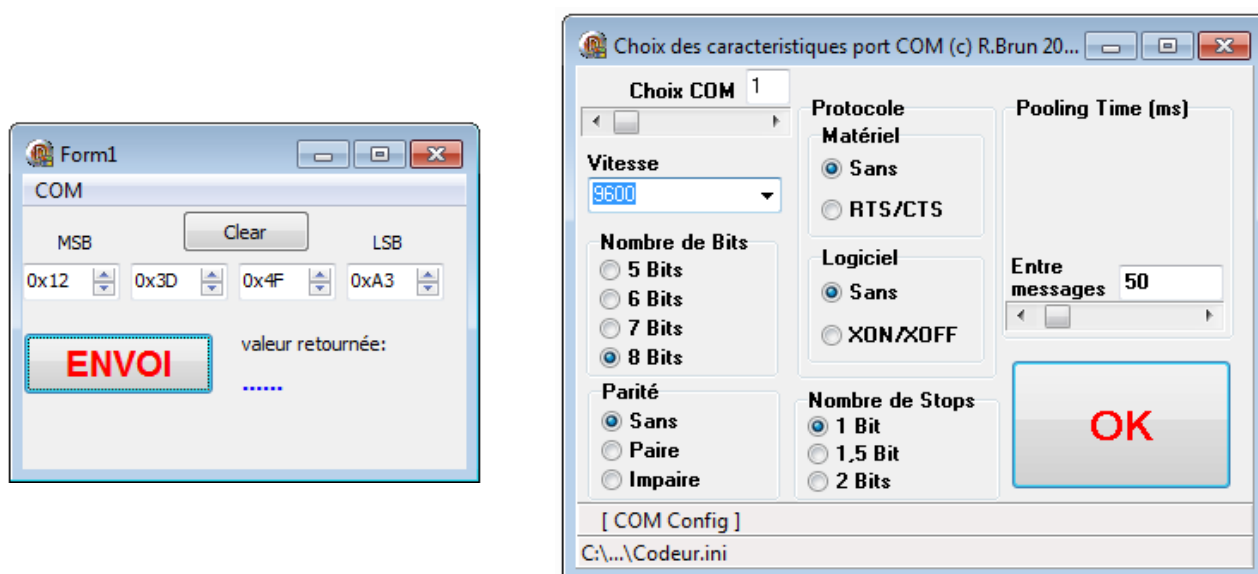 Form1
COM
Clear
MSB
LSB
0x12
0x3D
0x4F
0xA3
ENVOI
valeur retournée:
......
Choix des caracteristiques port COM (c) R.Brun 20...
Choix COM
1
Vitesse
9600
Nombre de Bits
5 Bits
6 Bits
7 Bits
8 Bits
Parité
Sans
Paire
Impaire
Protocole
Matériel
Sans
RTS/CTS
Logiciel
Sans
XON/XOFF
Nombre de Stops
1 Bit
1,5 Bit
2 Bits
Pooling Time (ms)
Entre
messages
50
OK
[ COM Config ]
C:\...\Codeur.ini